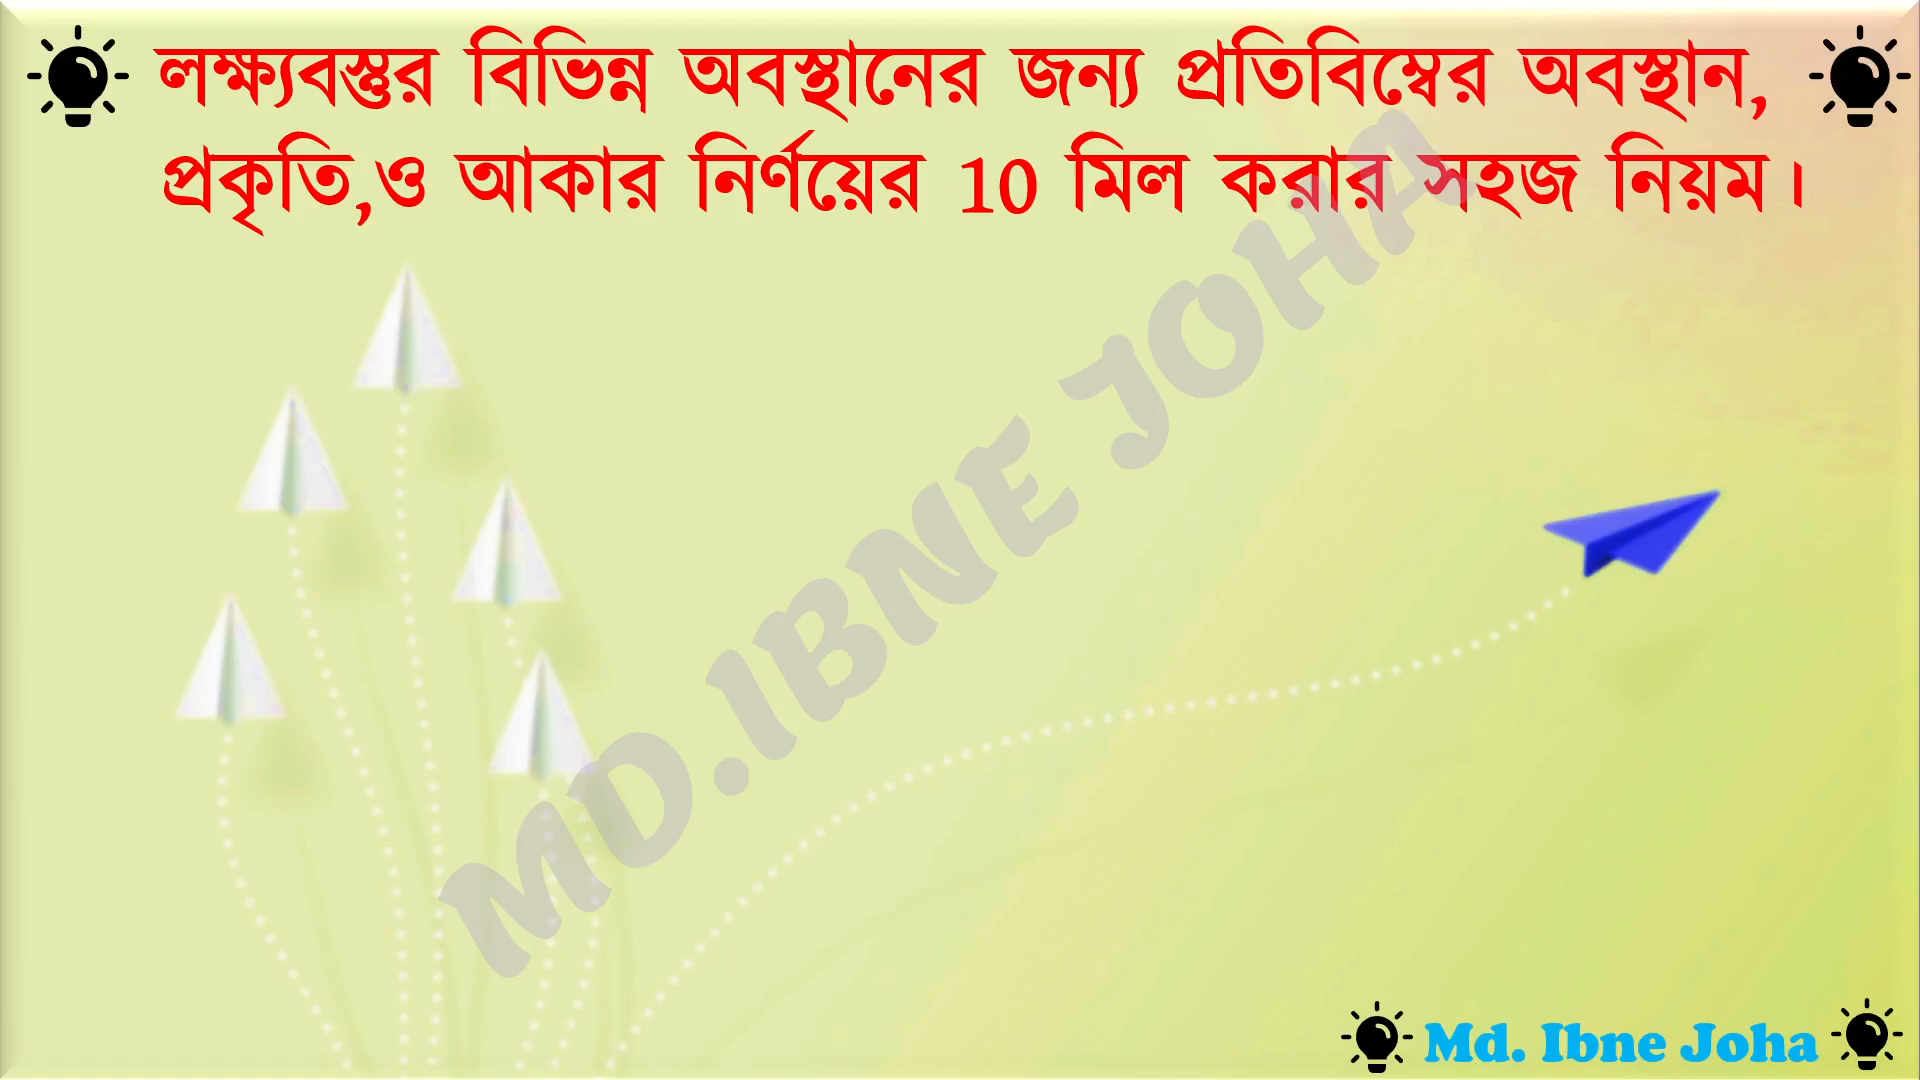 লক্ষ্যবস্তুর বিভিন্ন অবস্থানের জন্য প্রতিবিম্বের অবস্থান,
প্রকৃতি,ও আকার নির্ণয়ের 10 মিল করার সহজ নিয়ম।
MD.IBNE JOHA
Md. Ibne Joha